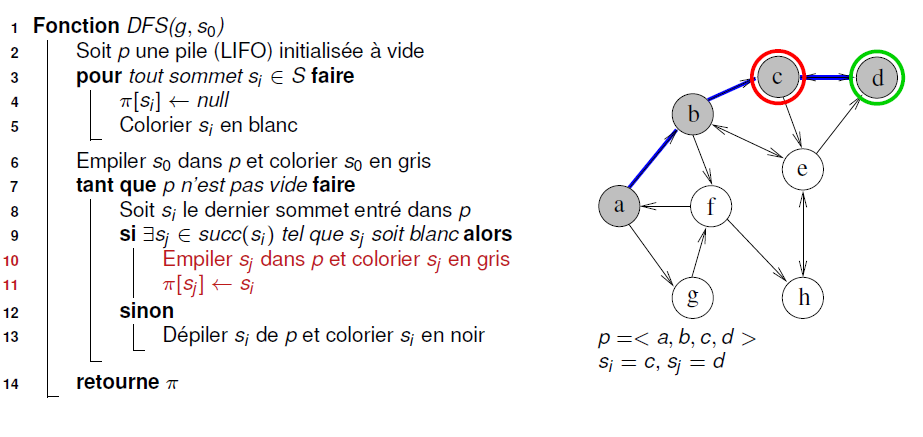 1 Fonction DFS(g, s₀)
2 Soit p une pile (LIFO) initialisée à vide
3 pour tout sommet sᵢ ∈ S faire
4 π[sᵢ] ← null
5 Colorier sᵢ en blanc
6 Empiler s₀ dans p et colorier s₀ en gris
7 tant que p n'est pas vide faire
8 Soit sᵢ le dernier sommet entré dans p
9 si ∃sⱼ ∈ succ(sᵢ) tel que sⱼ soit blanc alors
10 Empiler sⱼ dans p et colorier sⱼ en gris
11 π[sⱼ] ← sᵢ
12 sinon
13 Dépiler sᵢ de p et colorier sᵢ en noir
14 retourne π
c d
b
e
a f
g h
p =< a, b, c, d >
sᵢ = c, sⱼ = d